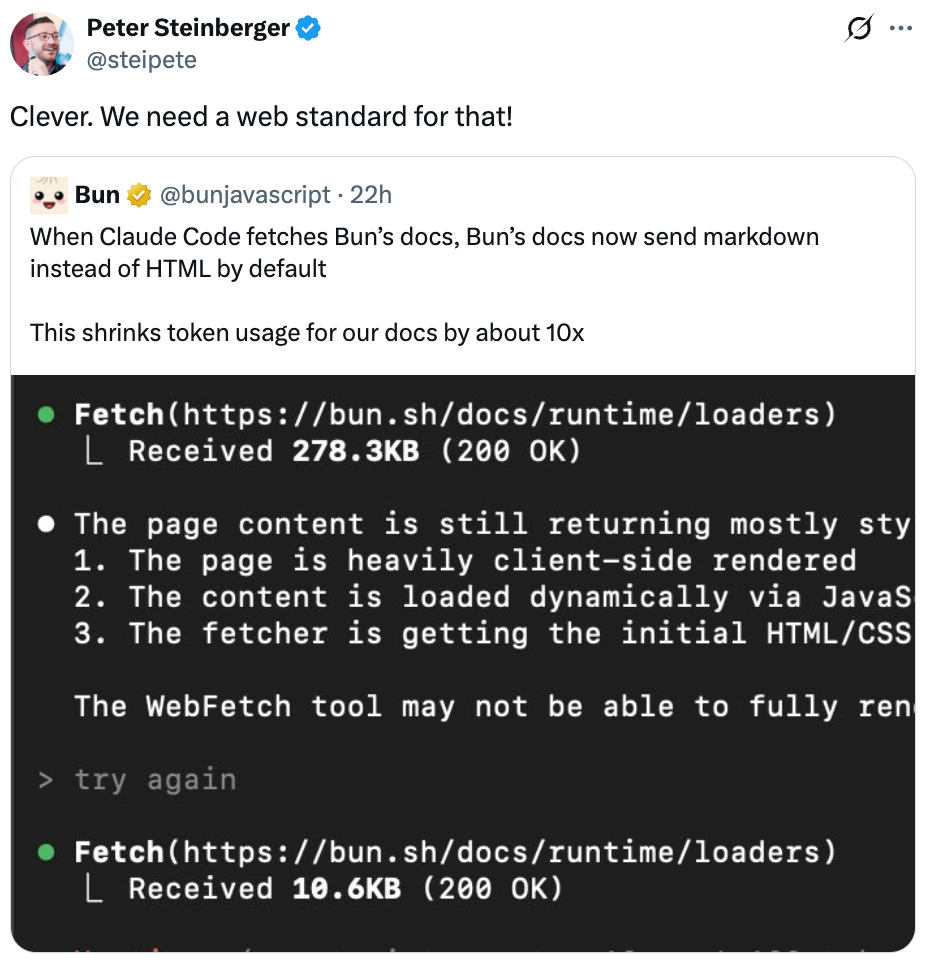 Peter Steinberger
@steipete
Clever. We need a web standard for that!
Bun @bunjavascript · 22h
When Claude Code fetches Bun’s docs, Bun’s docs now send markdown
instead of HTML by default
This shrinks token usage for our docs by about 10x
Fetch(https://bun.sh/docs/runtime/loaders)
Received 278.3KB (200 OK)
The page content is still returning mostly sty
1. The page is heavily client-side rendered
2. The content is loaded dynamically via JavaS
3. The fetcher is getting the initial HTML/CSS
The WebFetch tool may not be able to fully ren
> try again
Fetch(https://bun.sh/docs/runtime/loaders)
Received 10.6KB (200 OK)